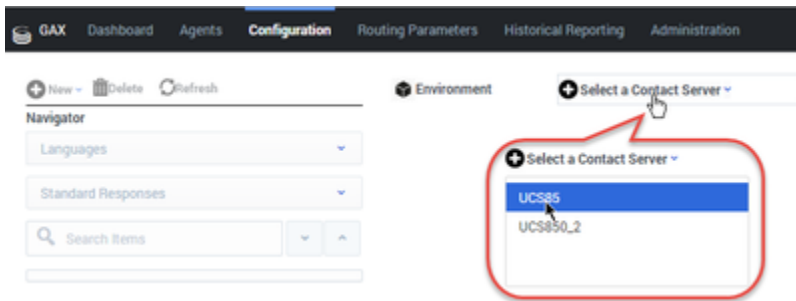 GAX Dashboard Agents Configuration Routing Parameters Historical Reporting Administration
New Delete Refresh Environment Select a Contact Server
Navigator
Languages
Select a Contact Server
Standard Responses
UCS85
Search Items
UCS850_2